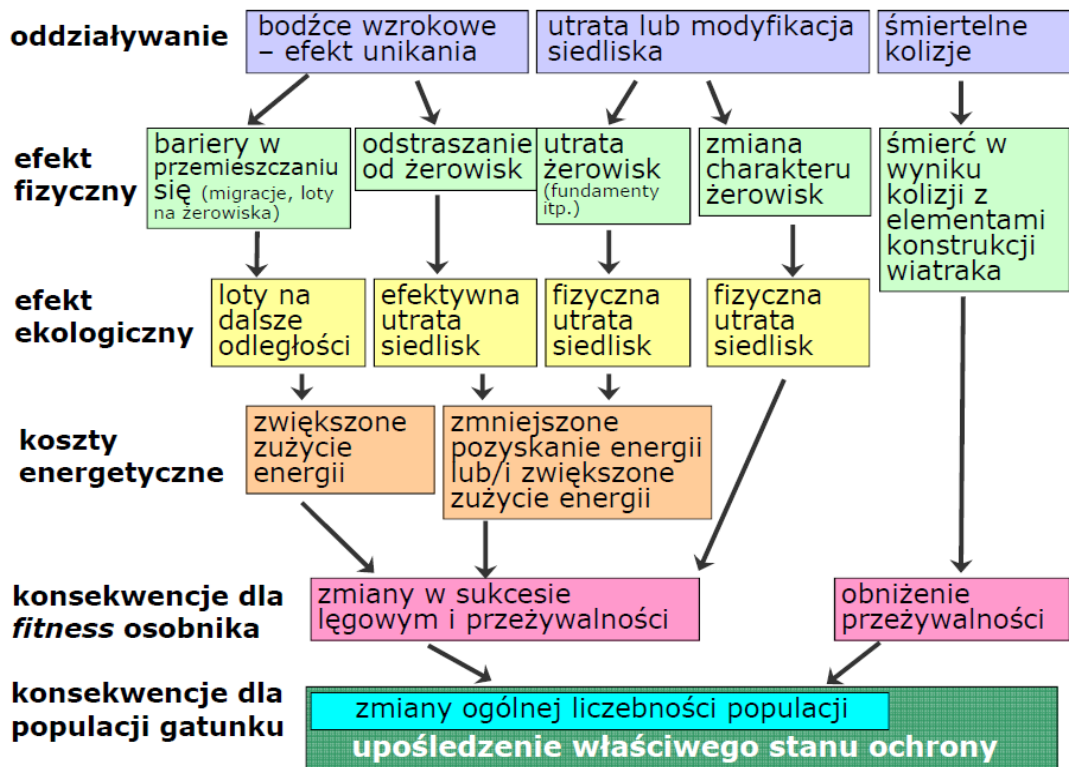 oddziaływanie
bodźce wzrokowe
– efekt unikania
utrata lub modyfikacja
siedliska
śmiertelne
kolizje
efekt
fizyczny
bariery w
przemieszczaniu
się (migracje, loty
na żerowiska)
odstraszanie
od żerowisk
utrata
żerowisk
(fundamenty
itp.)
zmiana
charakteru
żerowisk
śmierć w
wyniku
kolizji z
elementami
konstrukcji
wiatraka
efekt
ekologiczny
loty na
dalsze
odległości
efektywna
utrata
siedlisk
fizyczna
utrata
siedlisk
fizyczna
utrata
siedlisk
koszty
energetyczne
zwiększone
zużycie
energii
zmniejszone
pozyskanie energii
lub/i zwiększone
zużycie energii
konsekwencje dla
fitness osobnika
zmiany w sukcesie
lęgowym i przeżywalności
obniżenie
przeżywalności
konsekwencje dla
populacji gatunku
zmiany ogólnej liczebności populacji
upośledzenie właściwego stanu ochrony